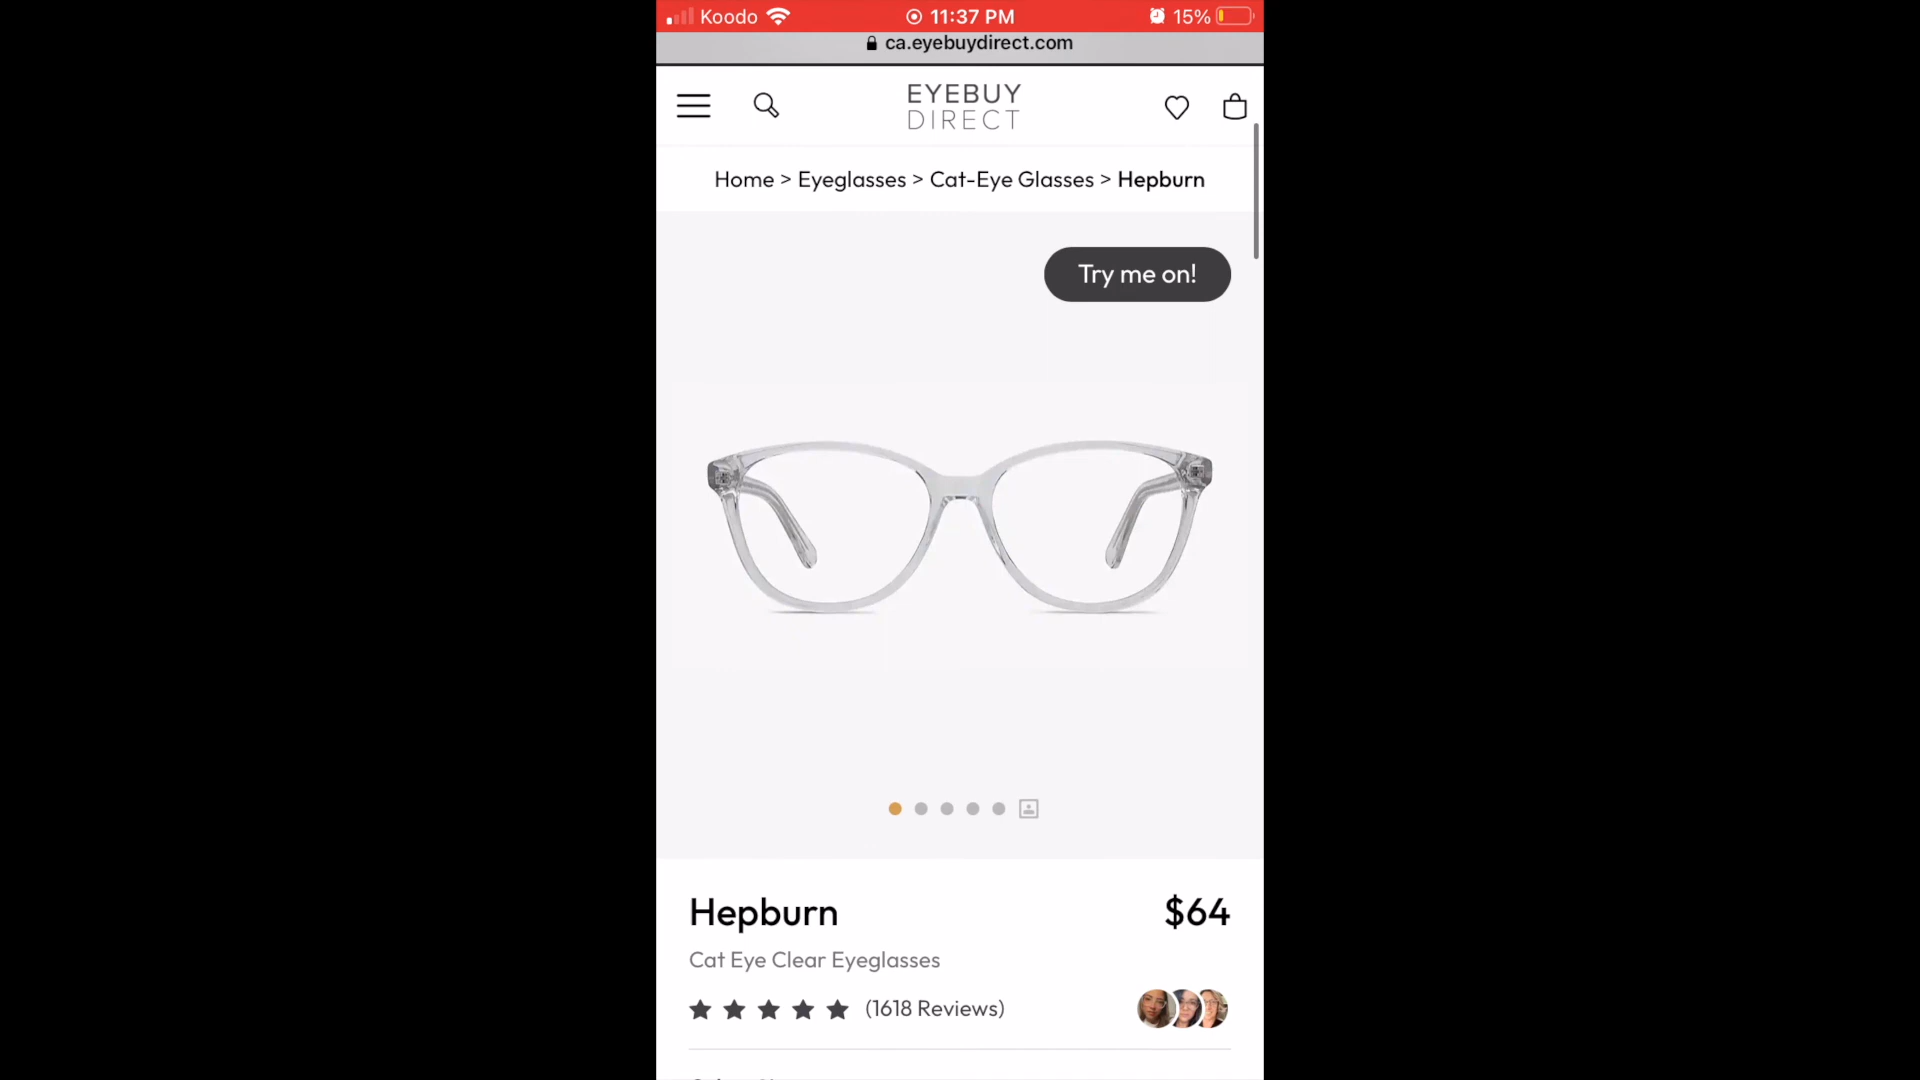 Koodo 11:37 PM 15%
ca.eyebuydirect.com
EYEBUY
DIRECT
Home > Eyeglasses > Cat-Eye Glasses > Hepburn
Try me on!
Hepburn $64
Cat Eye Clear Eyeglasses
(1618 Reviews)